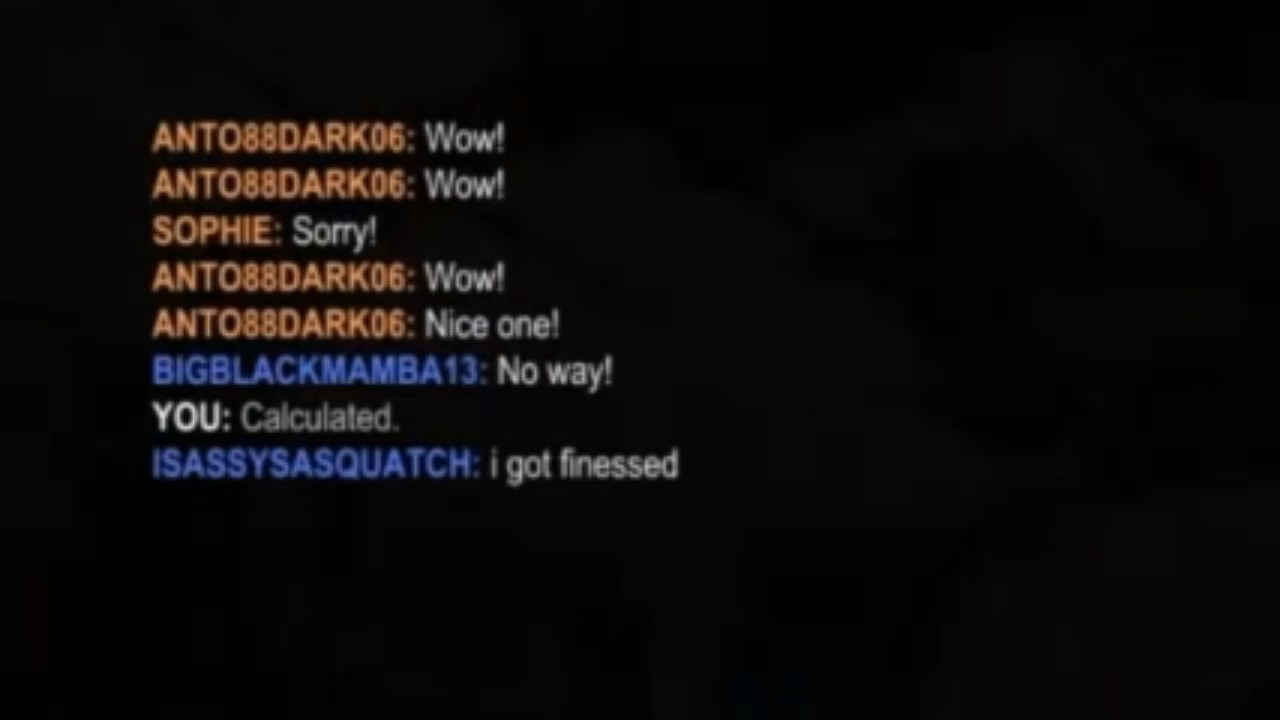 ANTO88DARK06: Wow!
ANTO88DARK06: Wow!
SOPHIE: Sorry!
ANTO88DARK06: Wow!
ANTO88DARK06: Nice one!
BIGBLACKMAMBA13: No way!
YOU: Calculated.
ISASSYSASQUATCH: i got finessed